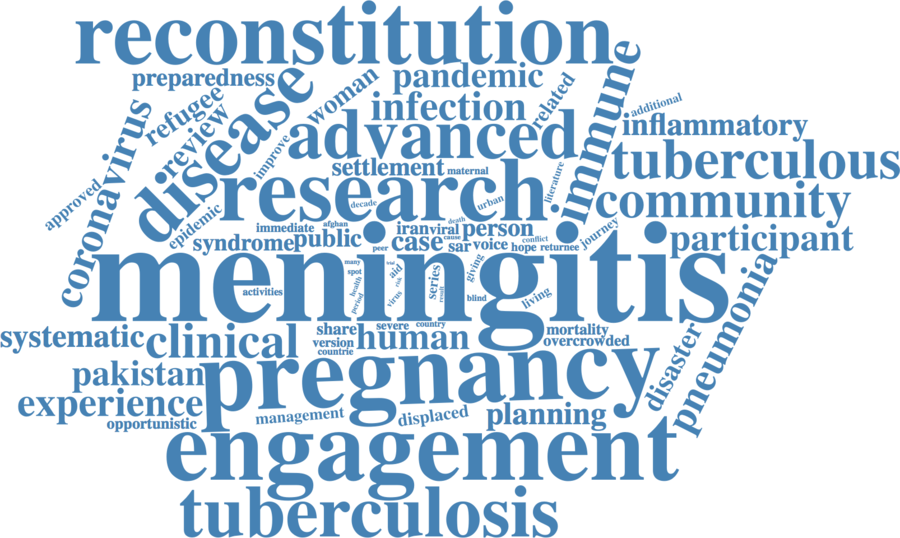 reconstitution
preparedness
pandemic
immune
disease
woman
related
refugee
infection
additional
coronavirus
review
advanced
inflammatory
improve
settlement
maternal
tuberculous
approved
research
literature
decade
urban
community
epidemic
immediate
afghan
iran
viral
death
person
journey
syndrome
public
peer
case
cause
sar
voice
hope
conflict
returnee
participant
meningitis
many
spot
health
period
aid
risk
virus
series
result
giving
activities
blind
living
pneumonia
systematic
clinical
share
severe
country
version
human
countrie
mortality
overcrowded
disaster
pakistan
pregnancy
experience
opportunistic
management
displaced
planning
engagement
tuberculosis